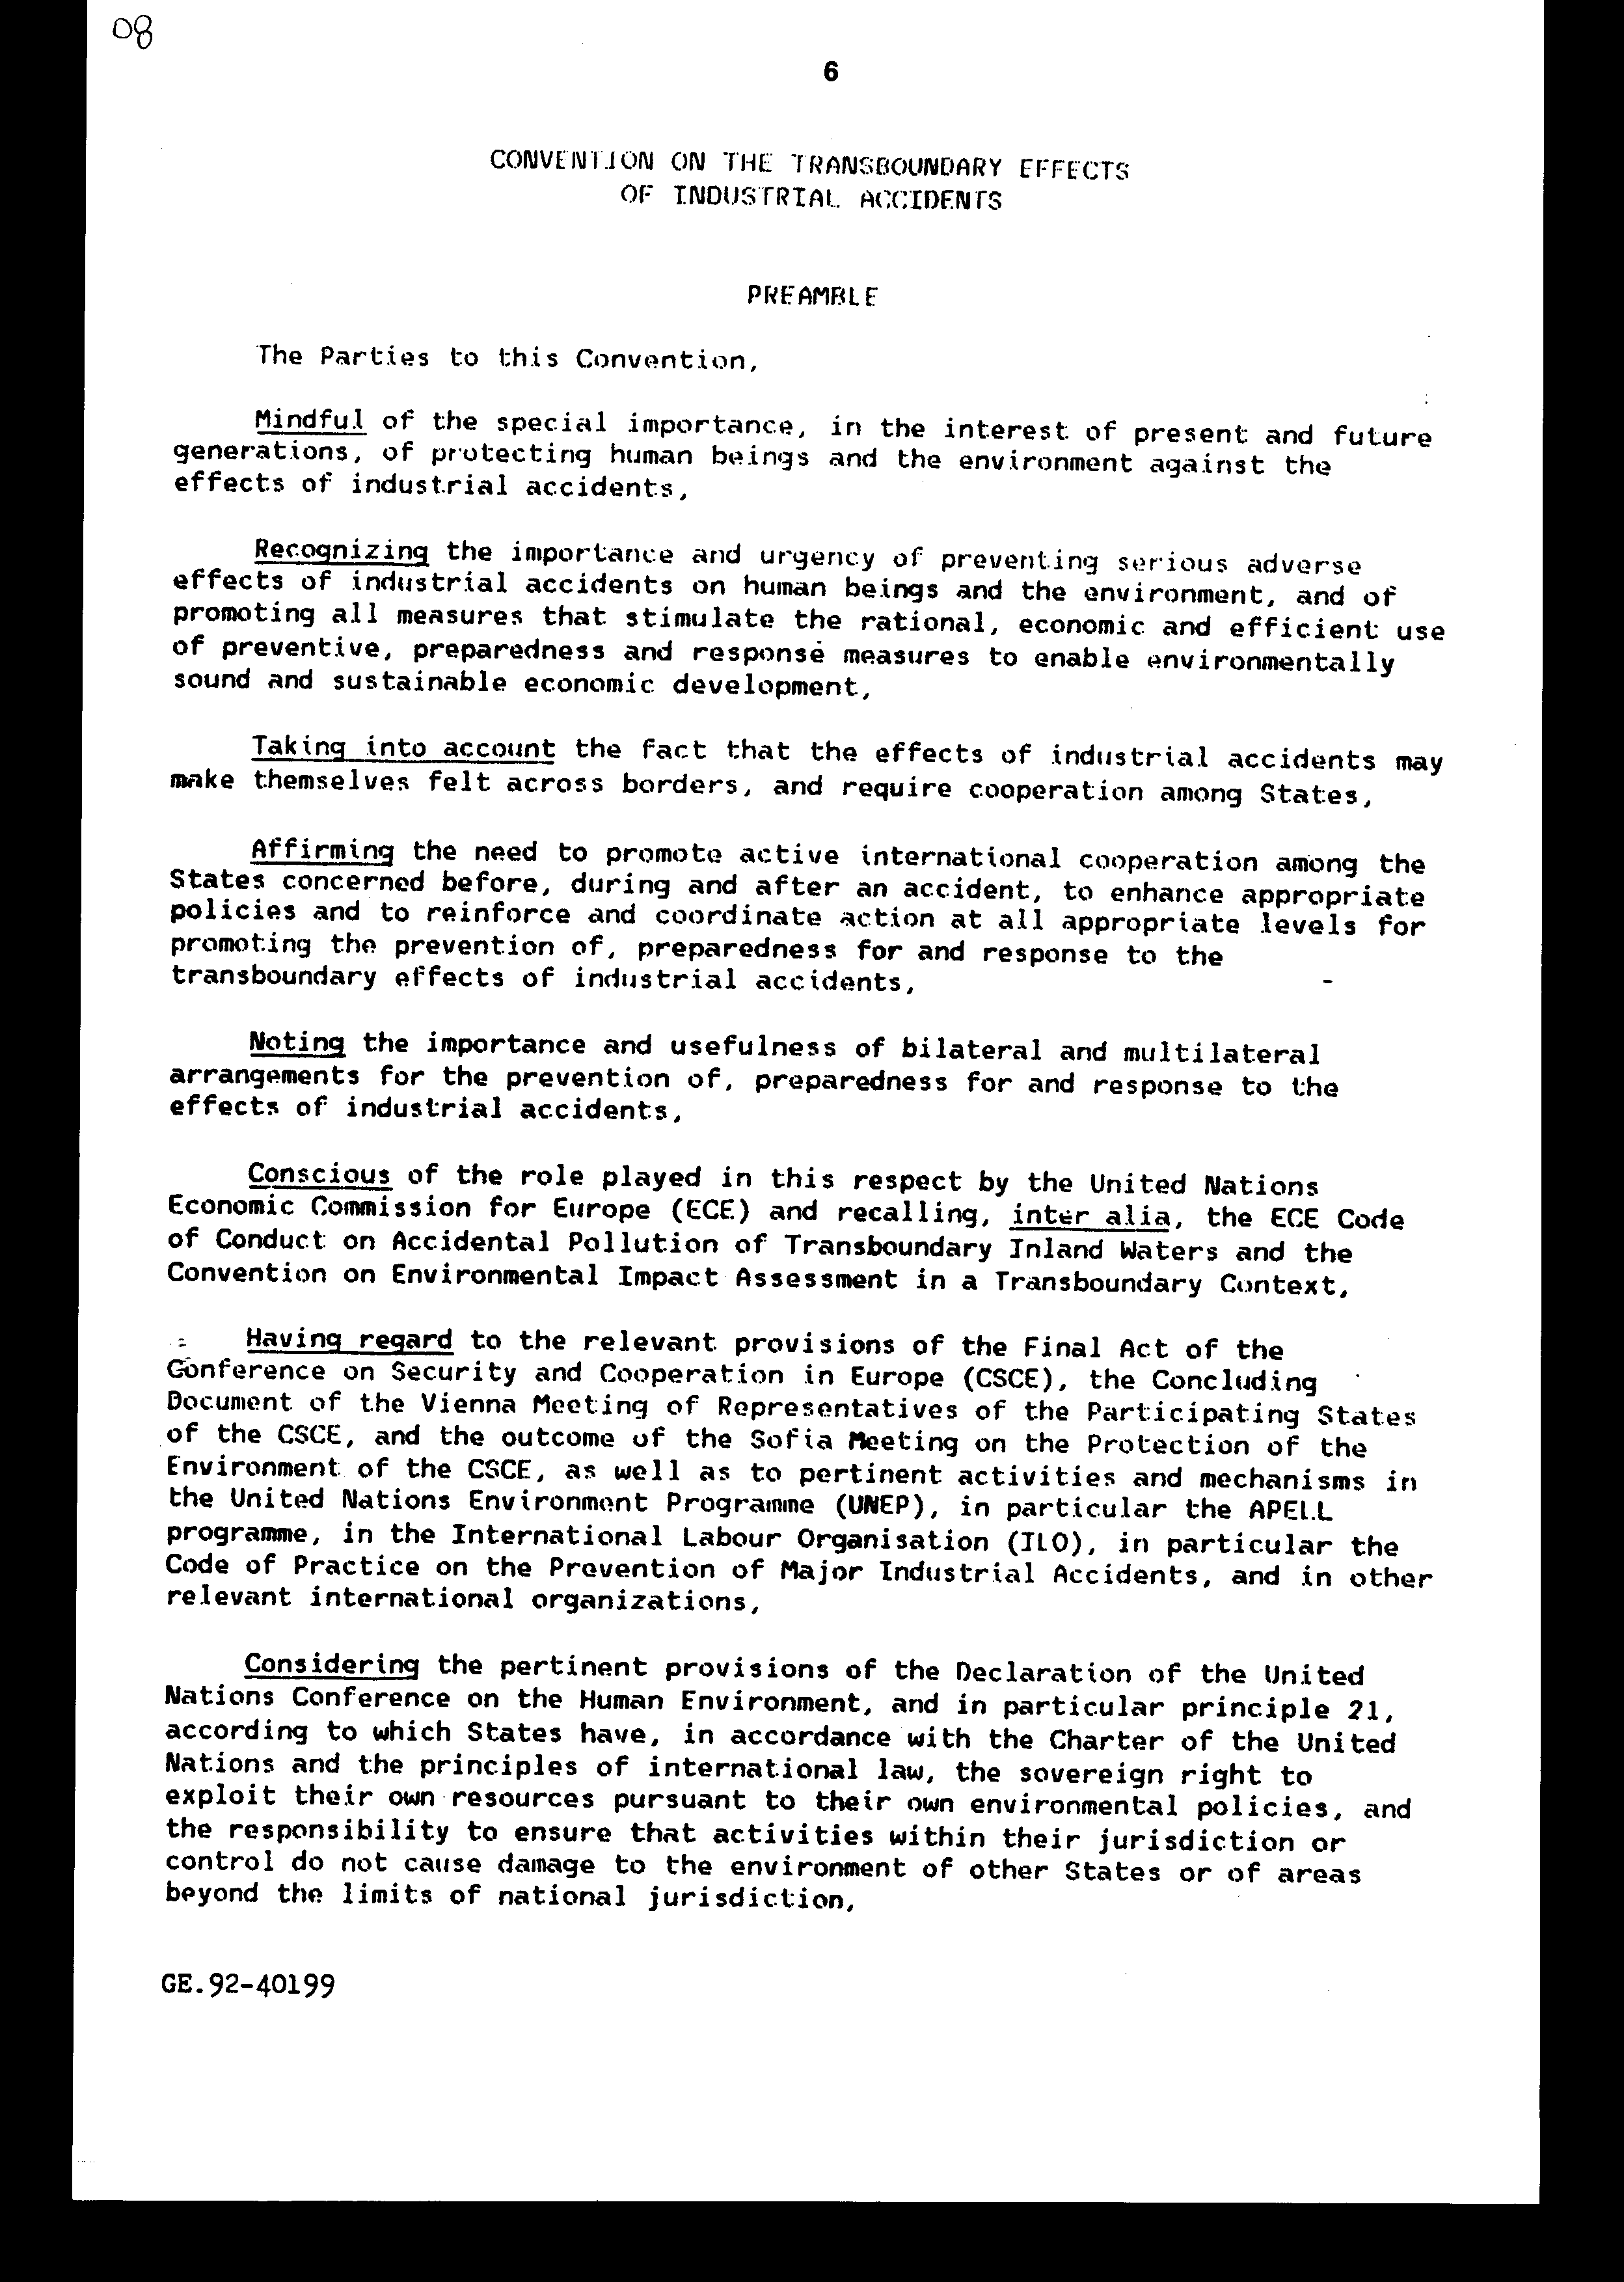 08
6
CONVENTION ON THE TRANSBOUNDARY EFFECTS
OF INDUSTRIAL ACCIDENTS
PREAMBLE
The Parties to this Convention,
Mindful of the special importance, in the interest of present and future
generations, of protecting human beings and the environment against the
effects of industrial accidents,
Recognizing the importance and urgency of preventing serious adverse
effects of industrial accidents on human beings and the environment, and of
promoting all measures that stimulate the rational, economic and efficient use
of preventive, preparedness and response measures to enable environmentally
sound and sustainable economic development,
Taking into account the fact that the effects of industrial accidents may
make themselves felt across borders, and require cooperation among States,
Affirming the need to promote active international cooperation among the
States concerned before, during and after an accident, to enhance appropriate
policies and to reinforce and coordinate action at all appropriate levels for
promoting the prevention of, preparedness for and response to the
transboundary effects of industrial accidents,
Noting the importance and usefulness of bilateral and multilateral
arrangements for the prevention of, preparedness for and response to the
effects of industrial accidents,
Conscious of the role played in this respect by the United Nations
Economic Commission for Europe (ECE) and recalling, inter alia, the ECE Code
of Conduct on Accidental Pollution of Transboundary Inland Waters and the
Convention on Environmental Impact Assessment in a Transboundary Context,
Having regard to the relevant provisions of the Final Act of the
Conference on Security and Cooperation in Europe (CSCE), the Concluding
Document of the Vienna Meeting of Representatives of the Participating States
of the CSCE, and the outcome of the Sofia Meeting on the Protection of the
Environment of the CSCE, as well as to pertinent activities and mechanisms in
the United Nations Environment Programme (UNEP), in particular the APELL
programme, in the International Labour Organisation (ILO), in particular the
Code of Practice on the Prevention of Major Industrial Accidents, and in other
relevant international organizations,
Considering the pertinent provisions of the Declaration of the United
Nations Conference on the Human Environment, and in particular principle 21,
according to which States have, in accordance with the Charter of the United
Nations and the principles of international law, the sovereign right to
exploit their own resources pursuant to their own environmental policies, and
the responsibility to ensure that activities within their jurisdiction or
control do not cause damage to the environment of other States or of areas
beyond the limits of national jurisdiction,
GE.92-40199